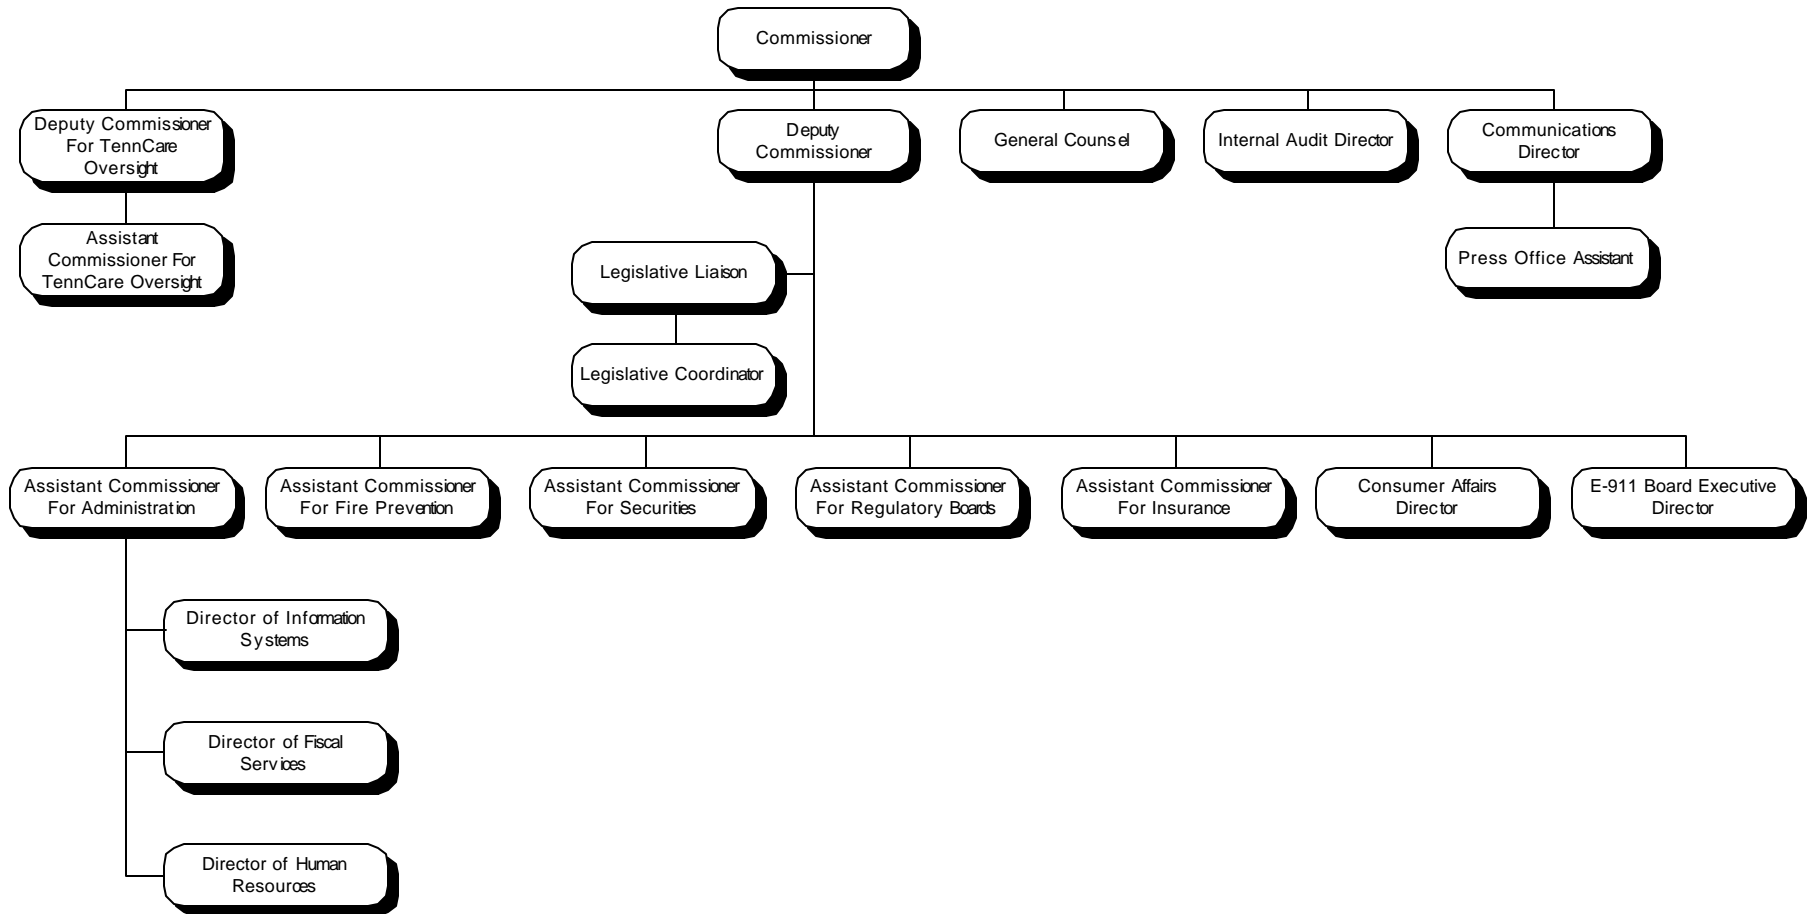 Commissioner
Deputy Commissioner
For TennCare
Oversight
Deputy
Commissioner
General Counsel
Internal Audit Director
Communications
Director
Assistant
Commissioner For
TennCare Oversight
Legislative Liaison
Press Office Assistant
Legislative Coordinator
Assistant Commissioner
For Administration
Assistant Commissioner
For Fire Prevention
Assistant Commissioner
For Securities
Assistant Commissioner
For Regulatory Boards
Assistant Commissioner
For Insurance
Consumer Affairs
Director
E-911 Board Executive
Director
Director of Information
Systems
Director of Fiscal
Services
Director of Human
Resources